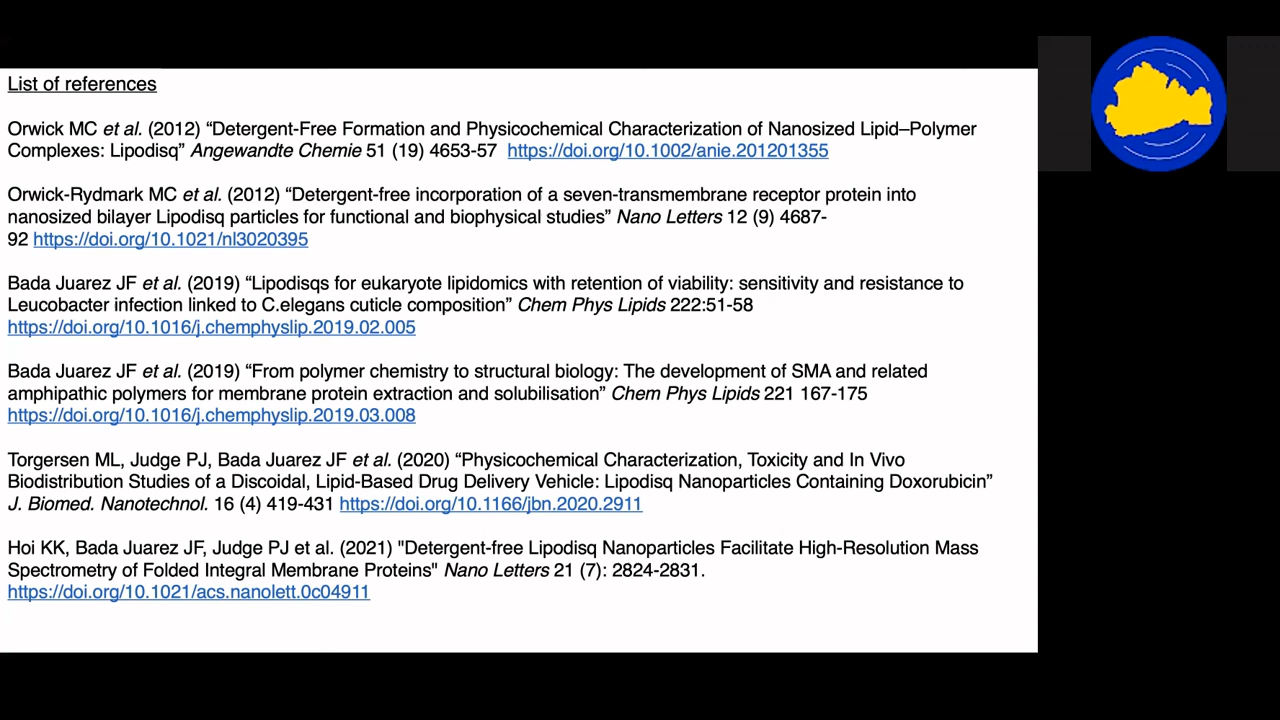 List of references
Orwick MC et al. (2012) “Detergent-Free Formation and Physicochemical Characterization of Nanosized Lipid–Polymer
Complexes: Lipodisq” Angewandte Chemie 51 (19) 4653-57 https://doi.org/10.1002/anie.201201355
Orwick-Rydmark MC et al. (2012) “Detergent-free incorporation of a seven-transmembrane receptor protein into
nanosized bilayer Lipodisq particles for functional and biophysical studies” Nano Letters 12 (9) 4687-
92 https://doi.org/10.1021/nl3020395
Bada Juarez JF et al. (2019) “Lipodisqs for eukaryote lipidomics with retention of viability: sensitivity and resistance to
Leucobacter infection linked to C.elegans cuticle composition” Chem Phys Lipids 222:51-58
https://doi.org/10.1016/j.chemphyslip.2019.02.005
Bada Juarez JF et al. (2019) “From polymer chemistry to structural biology: The development of SMA and related
amphipathic polymers for membrane protein extraction and solubilisation” Chem Phys Lipids 221 167-175
https://doi.org/10.1016/j.chemphyslip.2019.03.008
Torgersen ML, Judge PJ, Bada Juarez JF et al. (2020) “Physicochemical Characterization, Toxicity and In Vivo
Biodistribution Studies of a Discoidal, Lipid-Based Drug Delivery Vehicle: Lipodisq Nanoparticles Containing Doxorubicin”
J. Biomed. Nanotechnol. 16 (4) 419-431 https://doi.org/10.1166/jbn.2020.2911
Hoi KK, Bada Juarez JF, Judge PJ et al. (2021) "Detergent-free Lipodisq Nanoparticles Facilitate High-Resolution Mass
Spectrometry of Folded Integral Membrane Proteins" Nano Letters 21 (7): 2824-2831.
https://doi.org/10.1021/acs.nanolett.0c04911